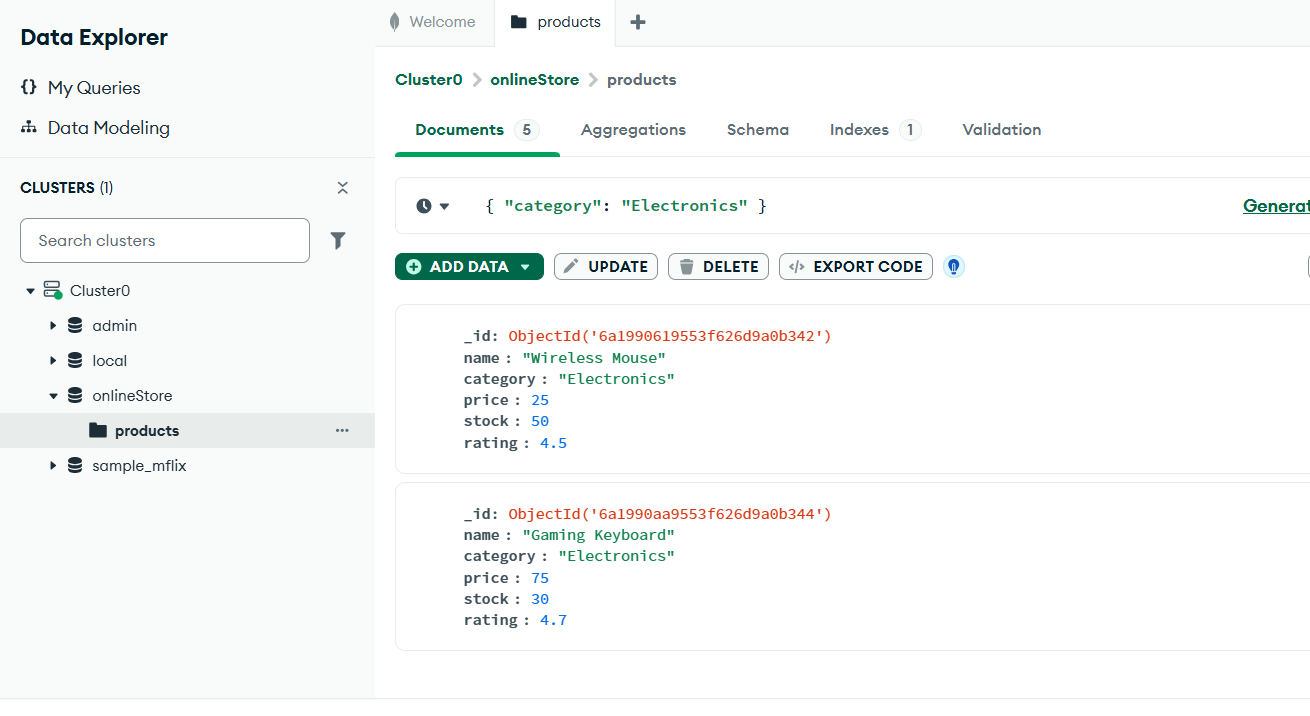 Data Explorer
My Queries
Data Modeling
CLUSTERS (1)
Search clusters
Cluster0
admin
local
onlineStore
products
sample_mflix
Welcome
products
Cluster0 > onlineStore > products
Documents 5 Aggregations Schema Indexes 1 Validation
{ "category": "Electronics" }
Generat
ADD DATA UPDATE DELETE EXPORT CODE
_id: ObjectId('6a1990619553f626d9a0b342')
name : "Wireless Mouse"
category : "Electronics"
price : 25
stock : 50
rating : 4.5
_id: ObjectId('6a1990aa9553f626d9a0b344')
name : "Gaming Keyboard"
category : "Electronics"
price : 75
stock : 30
rating : 4.7